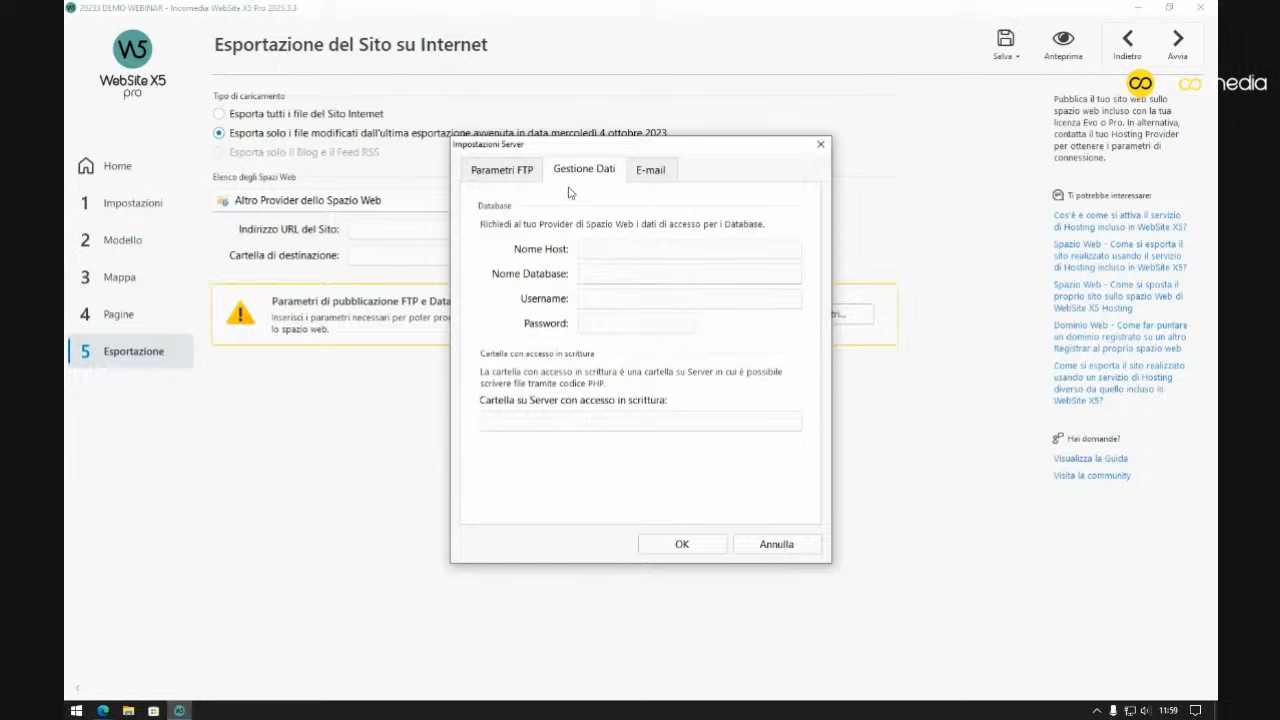 20233 DEMO-WEBINAR - Incomedia WebSite X5 Pro 2023.3.3
W5
WebSite X5
pro
Esportazione del Sito su Internet
Salva
Anteprima
Indietro
Avvia
media
Home
1 Impostazioni
2 Modello
3 Mappa
4 Pagine
5 Esportazione
Tipo di caricamento
Esporta tutti i file del Sito Internet
Esporta solo i file modificati dall'ultima esportazione avvenuta in data mercoledì 4 ottobre 2023
Esporta solo il Blog e il Feed RSS
Elenco degli Spazi Web
Altro Provider dello Spazio Web
Indirizzo URL del Sito:
Cartella di destinazione:
Parametri di pubblicazione FTP e Data
Inserisci i parametri necessari per poter pro
lo spazio web.
tri...
Impostazioni Server
Parametri FTP
Gestione Dati
E-mail
Database
Richiedi al tuo Provider di Spazio Web i dati di accesso per i Database.
Nome Host:
Nome Database:
Username:
Password:
Cartella con accesso in scrittura
La cartella con accesso in scrittura è una cartella su Server in cui è possibile
scrivere file tramite codice PHP.
Cartella su Server con accesso in scrittura:
OK
Annulla
Pubblica il tuo sito web sullo
spazio web incluso con la tua
licenza Evo o Pro. In alternativa,
contatta il tuo Hosting Provider
per ottenere i parametri di
connessione.
Ti potrebbe interessare:
Cos'è e come si attiva il servizio
di Hosting incluso in WebSite X5?
Spazio Web - Come si esporta il
sito realizzato usando il servizio
di Hosting incluso in WebSite X5?
Spazio Web - Come si sposta il
proprio sito sullo spazio Web di
WebSite X5 Hosting
Dominio Web - Come far puntare
un dominio registrato su un altro
Registrar al proprio spazio web
Come si esporta il sito realizzato
usando un servizio di Hosting
diverso da quello incluso in
WebSite X5?
Hai domande?
Visualizza la Guida
Visita la community
11:59